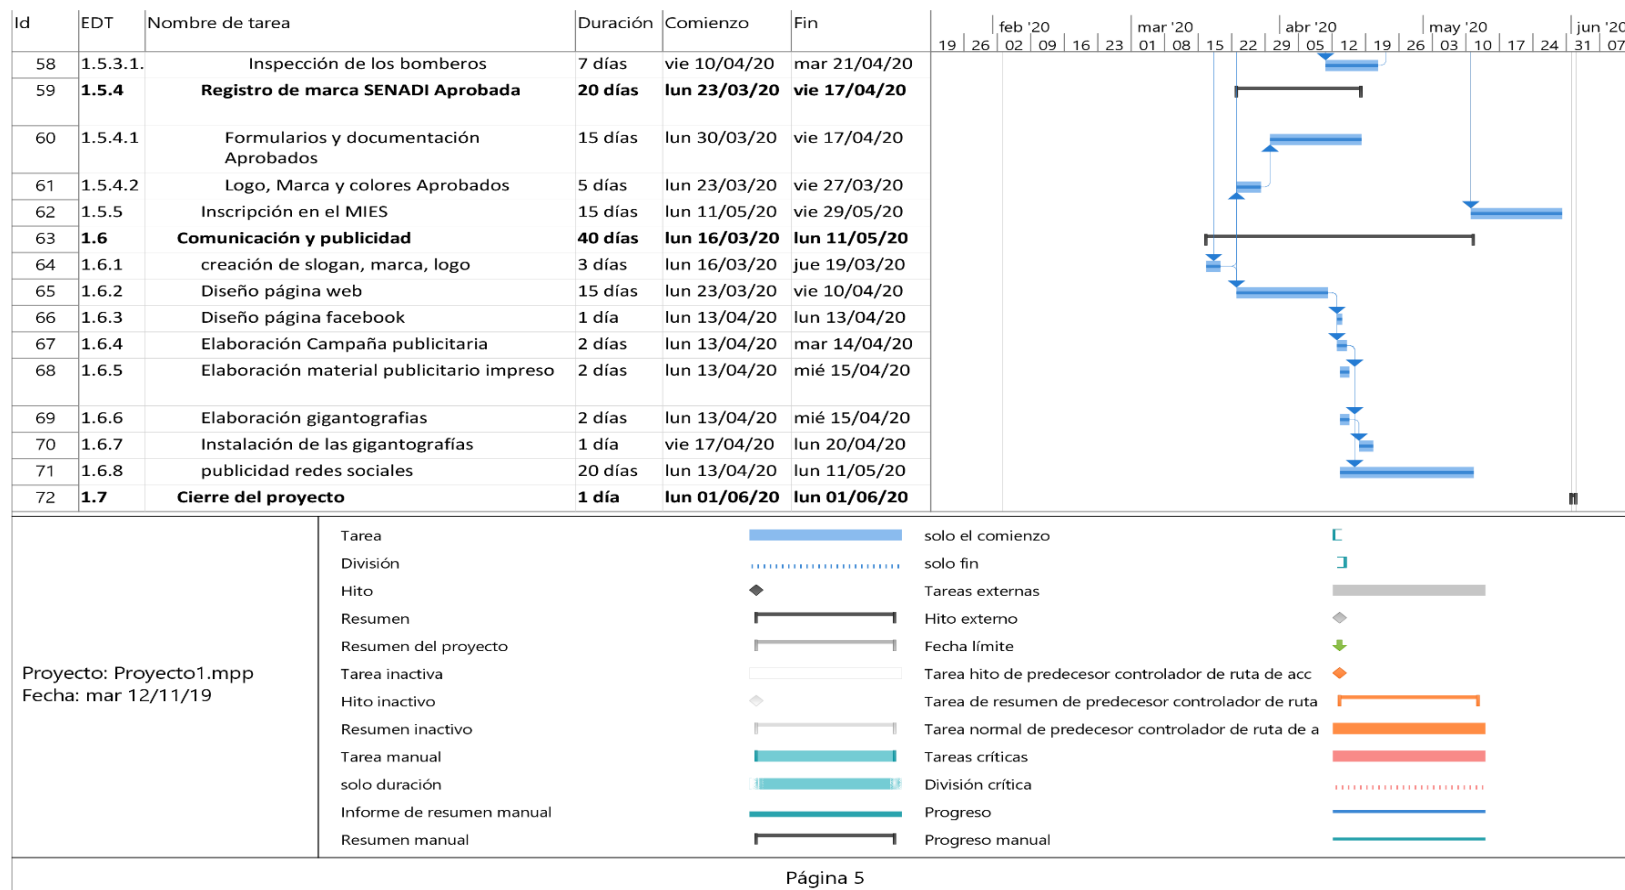 Id EDT Nombre de tarea Duración Comienzo Fin
feb '20 mar '20 abr '20 may '20 jun '20
19 26 02 09 16 23 01 08 15 22 29 05 12 19 26 03 10 17 24 31 07
58 1.5.3.1. Inspección de los bomberos 7 días vie 10/04/20 mar 21/04/20
59 1.5.4 Registro de marca SENADI Aprobada 20 días lun 23/03/20 vie 17/04/20
60 1.5.4.1 Formularios y documentación 15 días lun 30/03/20 vie 17/04/20
Aprobados
61 1.5.4.2 Logo, Marca y colores Aprobados 5 días lun 23/03/20 vie 27/03/20
62 1.5.5 Inscripción en el MIES 15 días lun 11/05/20 vie 29/05/20
63 1.6 Comunicación y publicidad 40 días lun 16/03/20 lun 11/05/20
64 1.6.1 creación de slogan, marca, logo 3 días lun 16/03/20 jue 19/03/20
65 1.6.2 Diseño página web 15 días lun 23/03/20 vie 10/04/20
66 1.6.3 Diseño página facebook 1 día lun 13/04/20 lun 13/04/20
67 1.6.4 Elaboración Campaña publicitaria 2 días lun 13/04/20 mar 14/04/20
68 1.6.5 Elaboración material publicitario impreso 2 días lun 13/04/20 mié 15/04/20
69 1.6.6 Elaboración gigantografias 2 días lun 13/04/20 mié 15/04/20
70 1.6.7 Instalación de las gigantografías 1 día vie 17/04/20 lun 20/04/20
71 1.6.8 publicidad redes sociales 20 días lun 13/04/20 lun 11/05/20
72 1.7 Cierre del proyecto 1 día lun 01/06/20 lun 01/06/20
Proyecto: Proyecto1.mpp
Fecha: mar 12/11/19
Tarea
División
Hito
Resumen
Resumen del proyecto
Tarea inactiva
Hito inactivo
Resumen inactivo
Tarea manual
solo duración
Informe de resumen manual
Resumen manual
solo el comienzo
solo fin
Tareas externas
Hito externo
Fecha límite
Tarea hito de predecesor controlador de ruta de acc
Tarea de resumen de predecesor controlador de ruta
Tarea normal de predecesor controlador de ruta de a
Tareas críticas
División crítica
Progreso
Progreso manual
Página 5